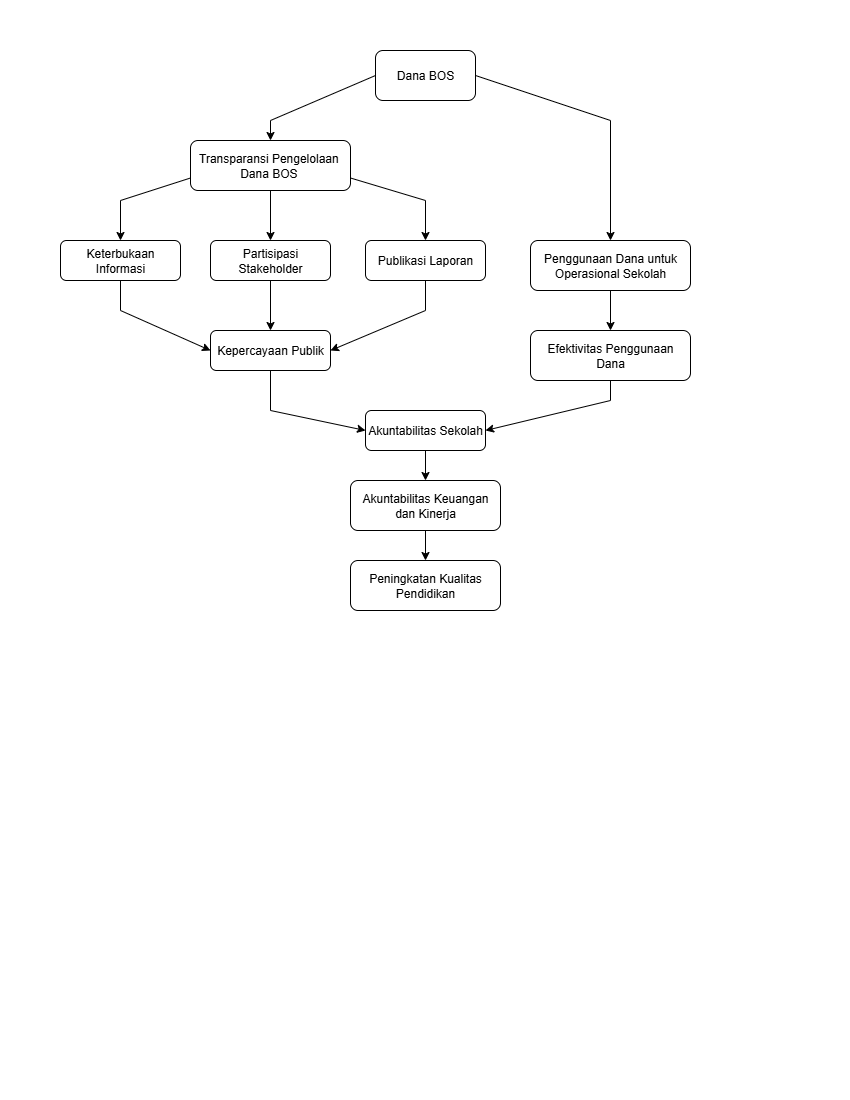 Dana BOS
Transparansi Pengelolaan
Dana BOS
Keterbukaan
Informasi
Partisipasi
Stakeholder
Publikasi Laporan
Penggunaan Dana untuk
Operasional Sekolah
Kepercayaan Publik
Efektivitas Penggunaan
Dana
Akuntabilitas Sekolah
Akuntabilitas Keuangan
dan Kinerja
Peningkatan Kualitas
Pendidikan